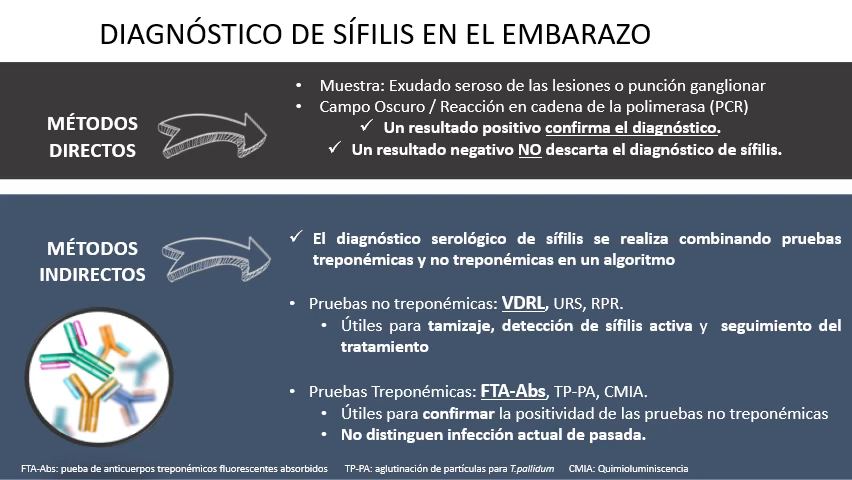 DIAGNÓSTICO DE SÍFILIS EN EL EMBARAZO
MÉTODOS
DIRECTOS
• Muestra: Exudado seroso de las lesiones o punción ganglionar
• Campo Oscuro / Reacción en cadena de la polimerasa (PCR)
✓ Un resultado positivo confirma el diagnóstico.
✓ Un resultado negativo NO descarta el diagnóstico de sífilis.
MÉTODOS
INDIRECTOS
✓ El diagnóstico serológico de sífilis se realiza combinando pruebas
treponémicas y no treponémicas en un algoritmo
• Pruebas no treponémicas: VDRL, URS, RPR.
• Útiles para tamizaje, detección de sífilis activa y seguimiento del
tratamiento
• Pruebas Treponémicas: FTA-Abs, TP-PA, CMIA.
• Útiles para confirmar la positividad de las pruebas no treponémicas
• No distinguen infección actual de pasada.
FTA-Abs: pueba de anticuerpos treponémicos fluorescentes absorbidos TP-PA: aglutinación de partículas para T.pallidum CMIA: Quimioluminiscencia